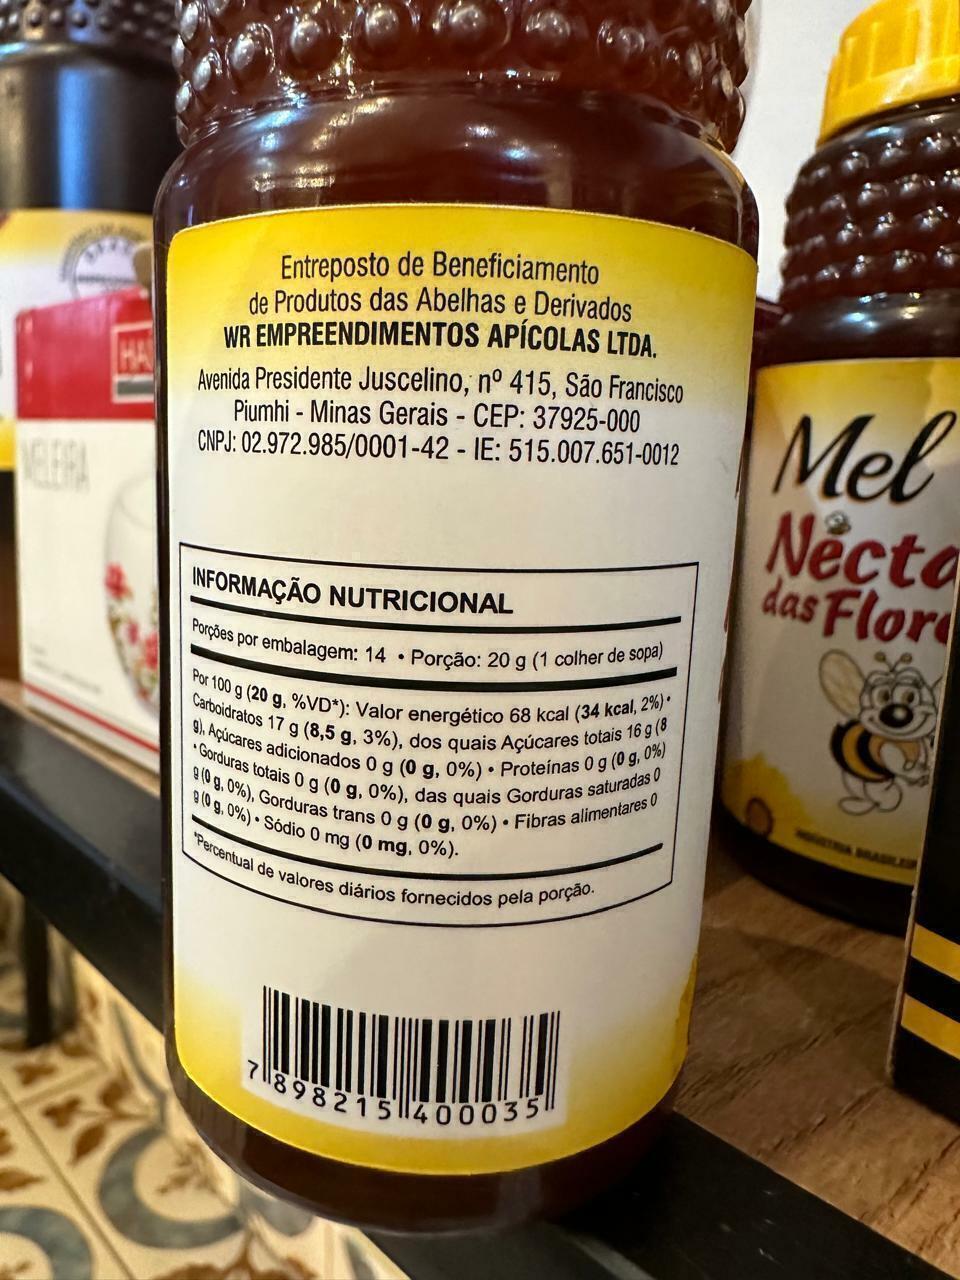 Entreposto de Beneficiamento
de Produtos das Abelhas e Derivados
WR EMPREENDIMENTOS APÍCOLAS LTDA.
Avenida Presidente Juscelino, nº 415, São Francisco
Piumhi - Minas Gerais - CEP: 37925-000
CNPJ: 02.972.985/0001-42 - IE: 515.007.651-0012
INFORMAÇÃO NUTRICIONAL
Porções por embalagem: 14 • Porção: 20 g (1 colher de sopa)
Por 100 g (20 g, %VD*): Valor energético 68 kcal (34 kcal, 2%) •
Carboidratos 17 g (8,5 g, 3%), dos quais Açúcares totais 16 g (8
g), Açúcares adicionados 0 g (0 g, 0%) • Proteínas 0 g (0 g, 0%)
• Gorduras totais 0 g (0 g, 0%), das quais Gorduras saturadas 0
g (0 g, 0%), Gorduras trans 0 g (0 g, 0%) • Fibras alimentares 0
g (0 g, 0%) • Sódio 0 mg (0 mg, 0%).
*Percentual de valores diários fornecidos pela porção.
7 898215 400035
Mel
Necta
das Flore
INDÚSTRIA BRASILEIR
HAU
MELEIRA